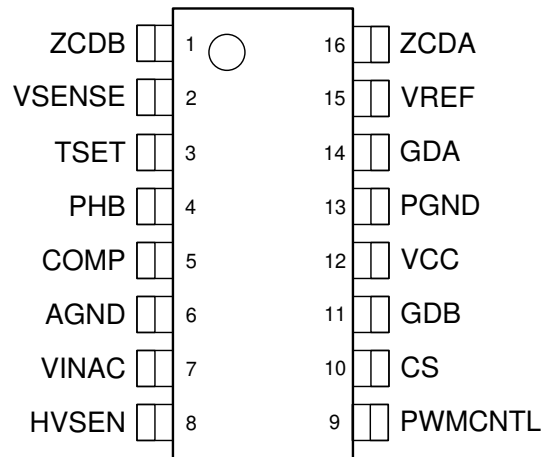 ZCDB 1 16 ZCDA
VSENSE 2 15 VREF
TSET 3 14 GDA
PHB 4 13 PGND
COMP 5 12 VCC
AGND 6 11 GDB
VINAC 7 10 CS
HVSEN 8 9 PWMCNTL